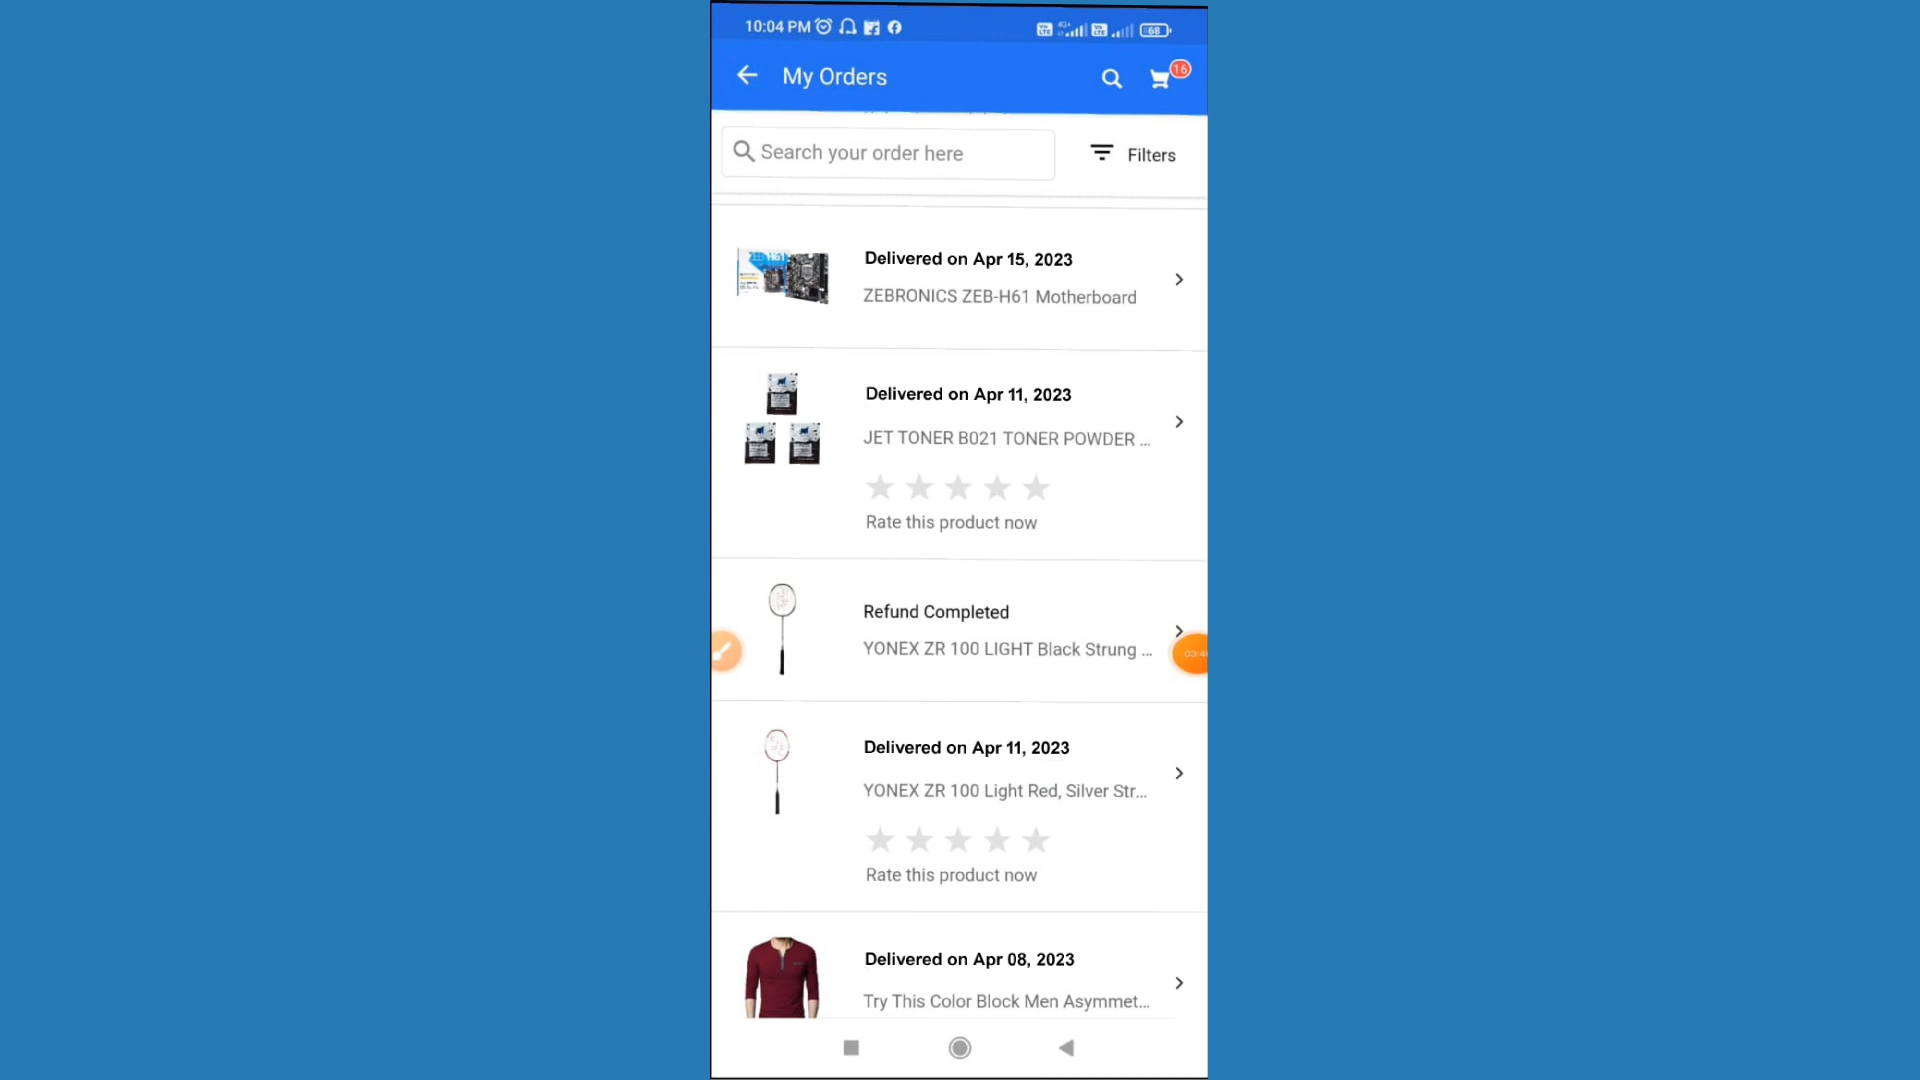 10:04 PM
68
My Orders
16
Search your order here
Filters
Delivered on Apr 15, 2023
ZEBRONICS ZEB-H61 Motherboard
Delivered on Apr 11, 2023
JET TONER B021 TONER POWDER ...
Rate this product now
Refund Completed
YONEX ZR 100 LIGHT Black Strung ...
Delivered on Apr 11, 2023
YONEX ZR 100 Light Red, Silver Str...
Rate this product now
Delivered on Apr 08, 2023
Try This Color Block Men Asymmet...